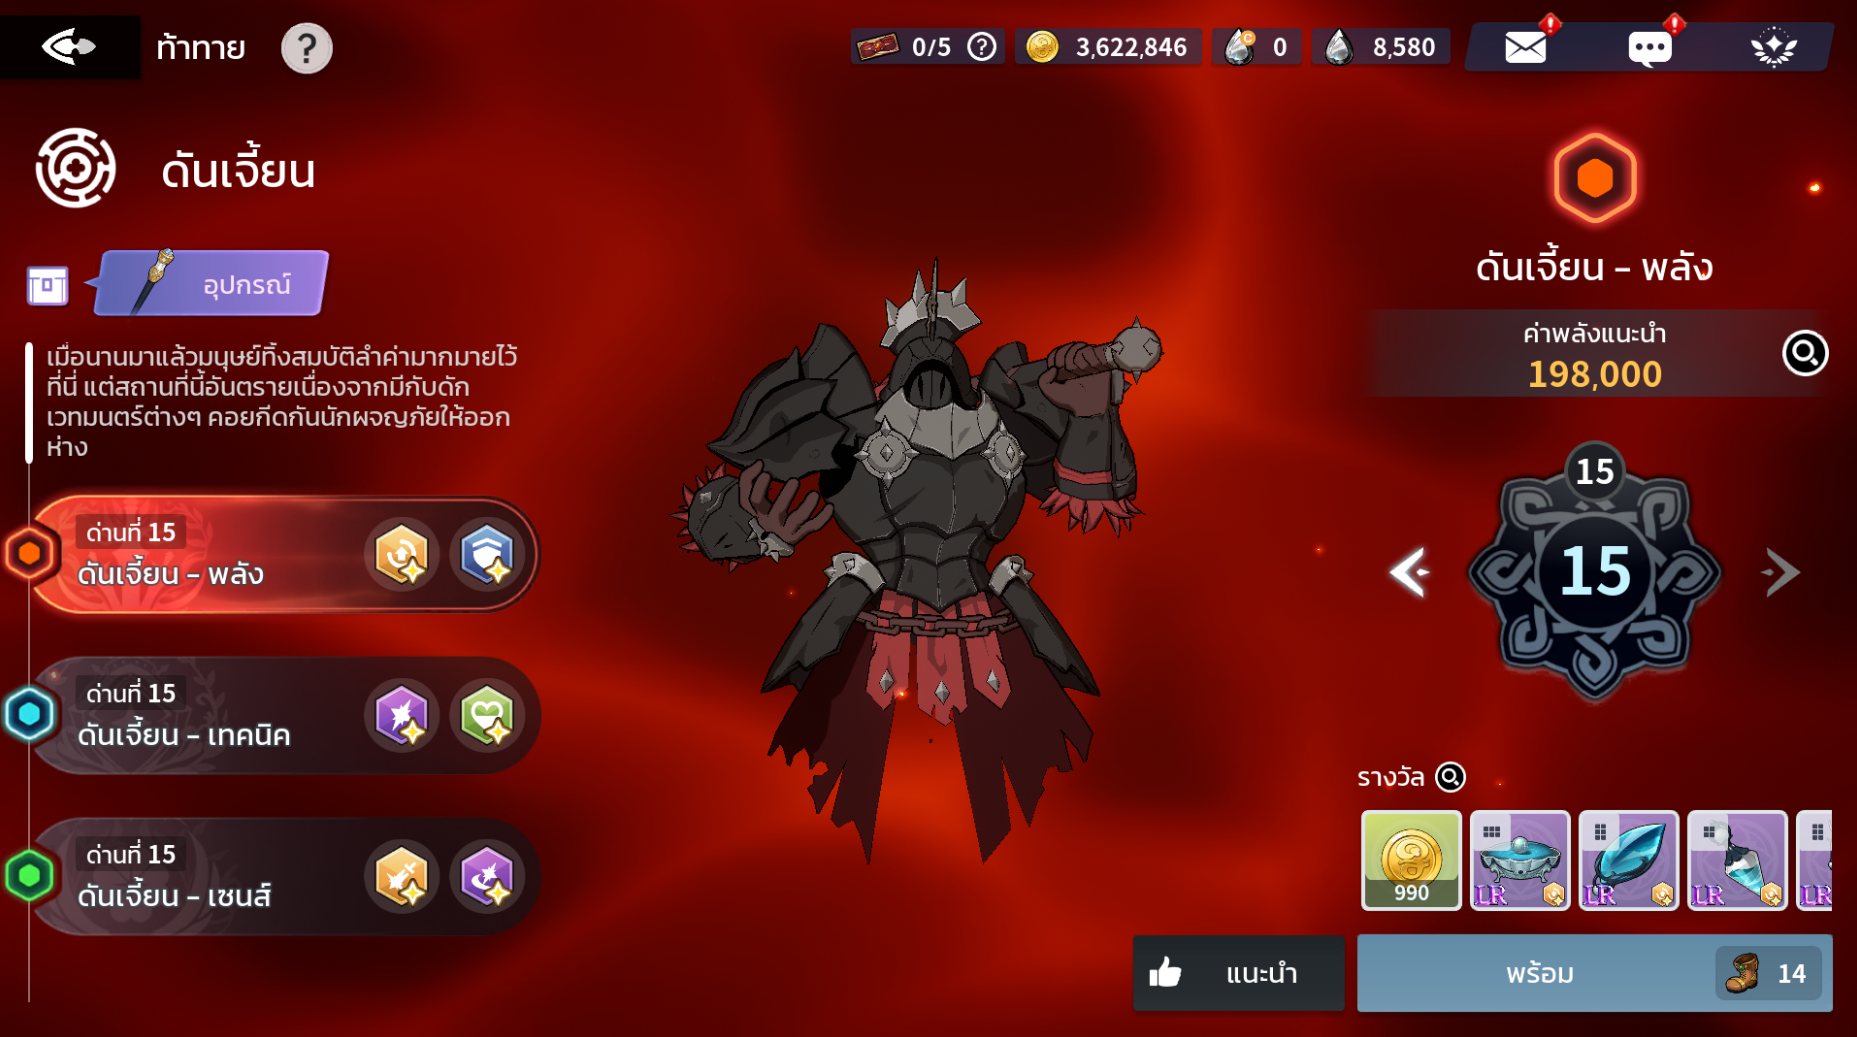 ท้าทาย
?
0/5
?
3,622,846
C
0
8,580
!
!
ดันเจี้ยน
อุปกรณ์
เมื่อนานมาแล้วมนุษย์ทิ้งสมบัติล้ำค่ามากมายไว้
ที่นี่ แต่สถานที่นี้อันตรายเนื่องจากมีกับดัก
เวทมนตร์ต่างๆ คอยกีดกันนักผจญภัยให้ออก
ห่าง
ด่านที่ 15
ดันเจี้ยน - พลัง
ด่านที่ 15
ดันเจี้ยน - เทคนิค
ด่านที่ 15
ดันเจี้ยน - เซนส์
ดันเจี้ยน - พลัง
ค่าพลังแนะนำ
198,000
15
15
รางวัล
990
LR
LR
LR
LR
แนะนำ
พร้อม
14